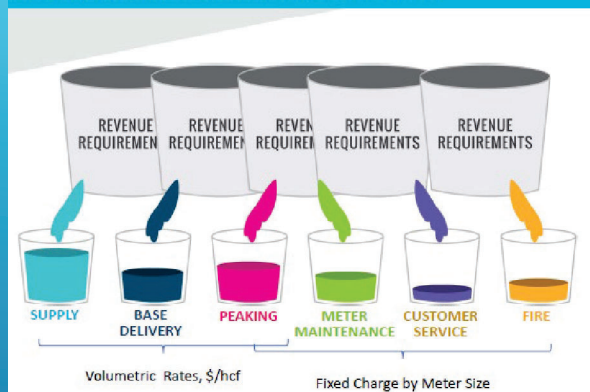 REVENUE
REQUIREMEN
REVENUE
REQUIREMEN
REVEN
REQUIREM
REVENUE
REQUIREMENTS
REVENUE
REQUIREMENTS
SUPPLY
BASE
DELIVERY
PEAKING
METER
MAINTENANCE
CUSTOMER
SERVICE
FIRE
Volumetric Rates, $/hcf
Fixed Charge by Meter Size